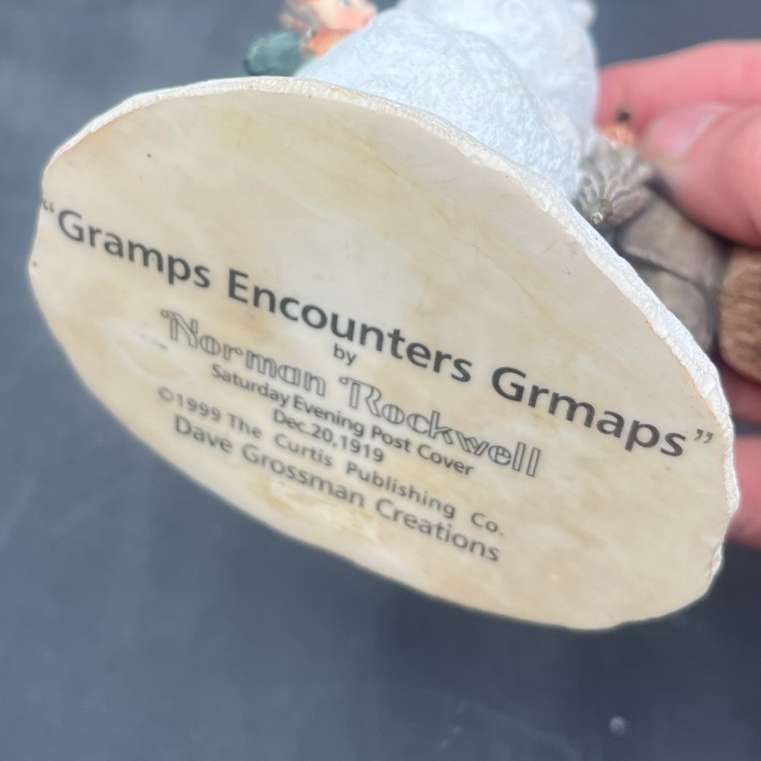 “Gramps Encounters Grmaps”
by
Norman Rockwell
Saturday Evening Post Cover
Dec.20,1919
©1999 The Curtis Publishing Co.
Dave Grossman Creations